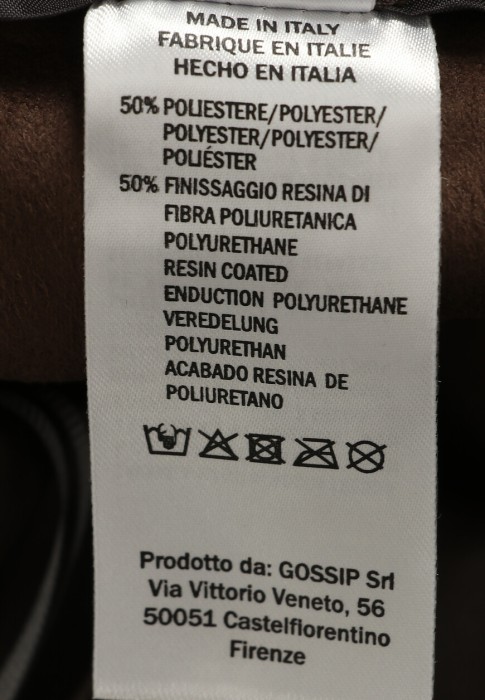 MADE IN ITALY
FABRIQUE EN ITALIE
HECHO EN ITALIA
50% POLIESTERE/POLYESTER/
POLYESTER/POLYESTER/
POLIÉSTER
50% FINISSAGGIO RESINA DI
FIBRA POLIURETANICA
POLYURETHANE
RESIN COATED
ENDUCTION POLYURETHANE
VEREDELUNG
POLYURETHAN
ACABADO RESINA DE
POLIURETANO
Prodotto da: GOSSIP Srl
Via Vittorio Veneto, 56
50051 Castelfiorentino
Firenze